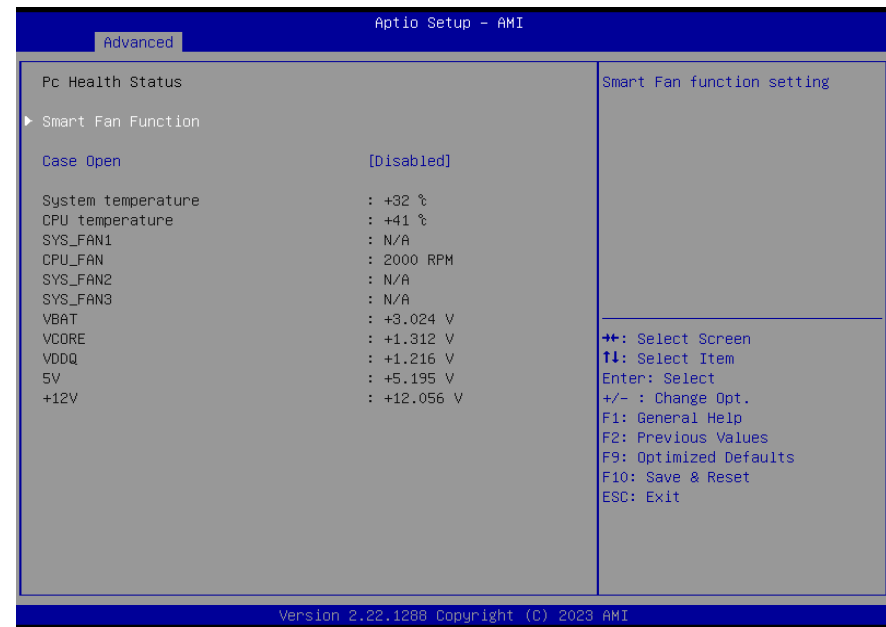 Aptio Setup – AMI
Advanced
Pc Health Status
Smart Fan Function
Case Open [Disabled]
System temperature : +32 ℃
CPU temperature : +41 ℃
SYS_FAN1 : N/A
CPU_FAN : 2000 RPM
SYS_FAN2 : N/A
SYS_FAN3 : N/A
VBAT : +3.024 V
VCORE : +1.312 V
VDDQ : +1.216 V
5V : +5.195 V
+12V : +12.056 V
Smart Fan function setting
→←: Select Screen
↑↓: Select Item
Enter: Select
+/- : Change Opt.
F1: General Help
F2: Previous Values
F9: Optimized Defaults
F10: Save & Reset
ESC: Exit
Version 2.22.1288 Copyright (C) 2023 AMI